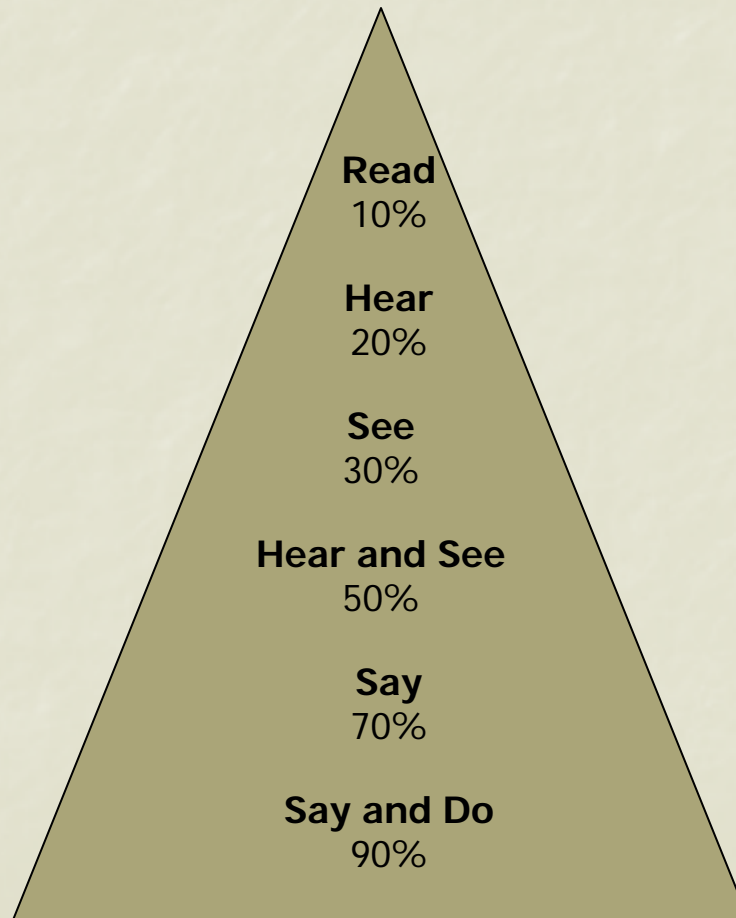 Read
10%
Hear
20%
See
30%
Hear and See
50%
Say
70%
Say and Do
90%